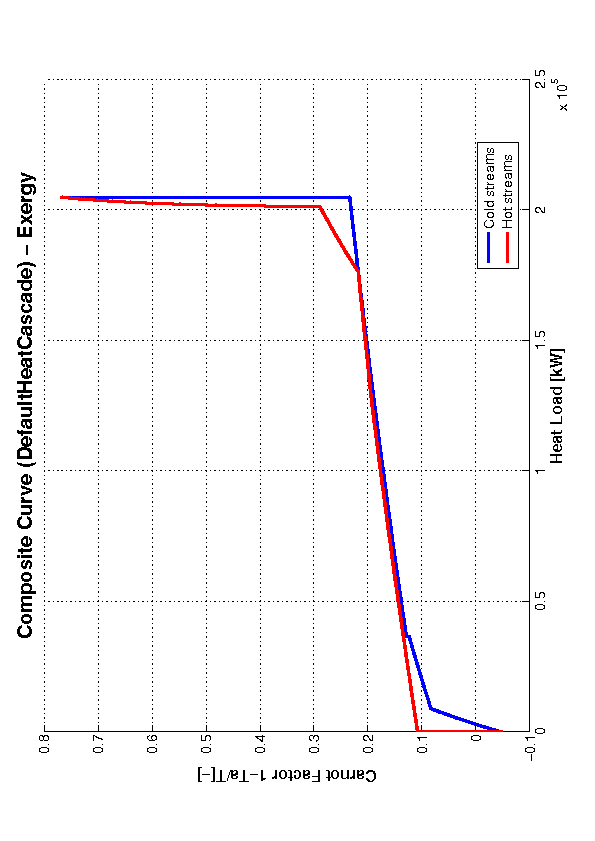 Composite Curve (DefaultHeatCascade) − Exergy
Carnot Factor 1−Ta/T[−]
0.8
0.7
0.6
0.5
0.4
0.3
0.2
0.1
0
−0.1
0
0.5
1
1.5
2
2.5
x 10^5
Heat Load [kW]
Cold streams
Hot streams